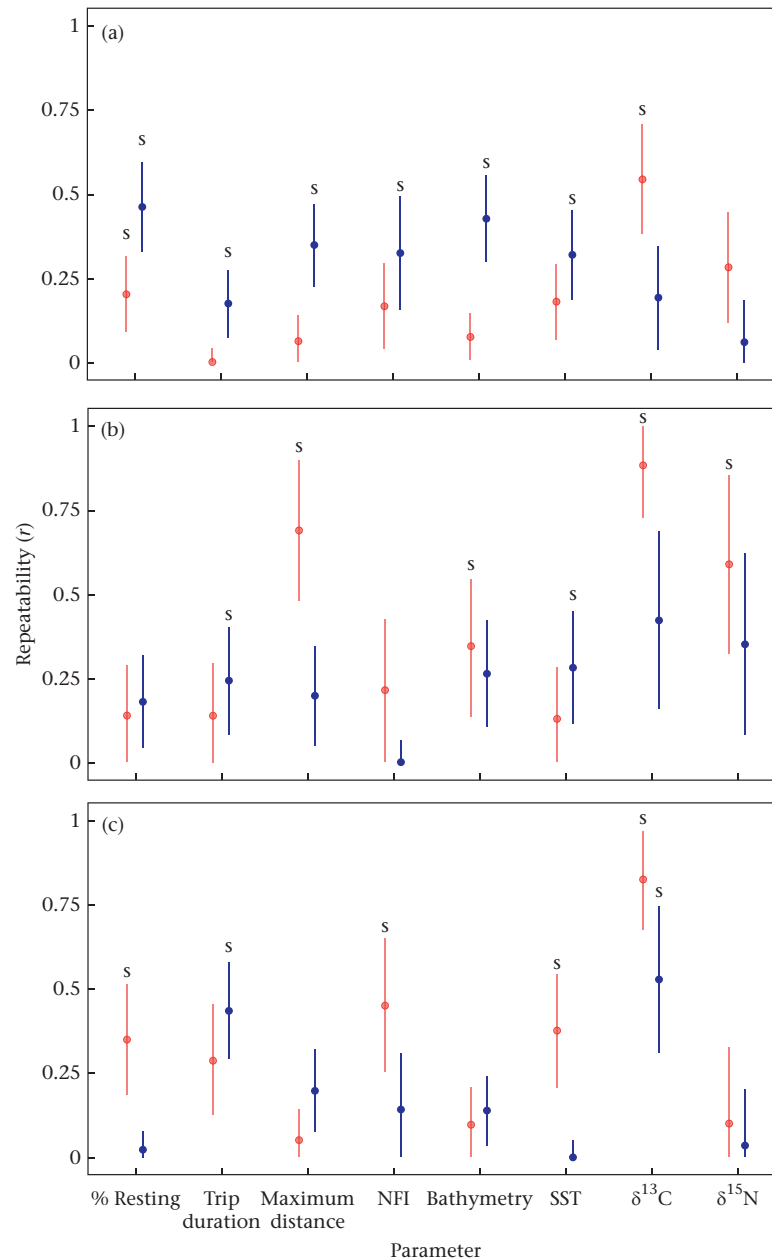 (a)
1
0.75
0.5
0.25
0
s s s s s s s s
(b)
1
0.75
0.5
0.25
0
s s s s s s
(c)
1
0.75
0.5
0.25
0
s s s s s s
Repeatability (r)
% Resting Trip duration Maximum distance NFI Bathymetry SST δ¹³C δ¹⁵N
Parameter